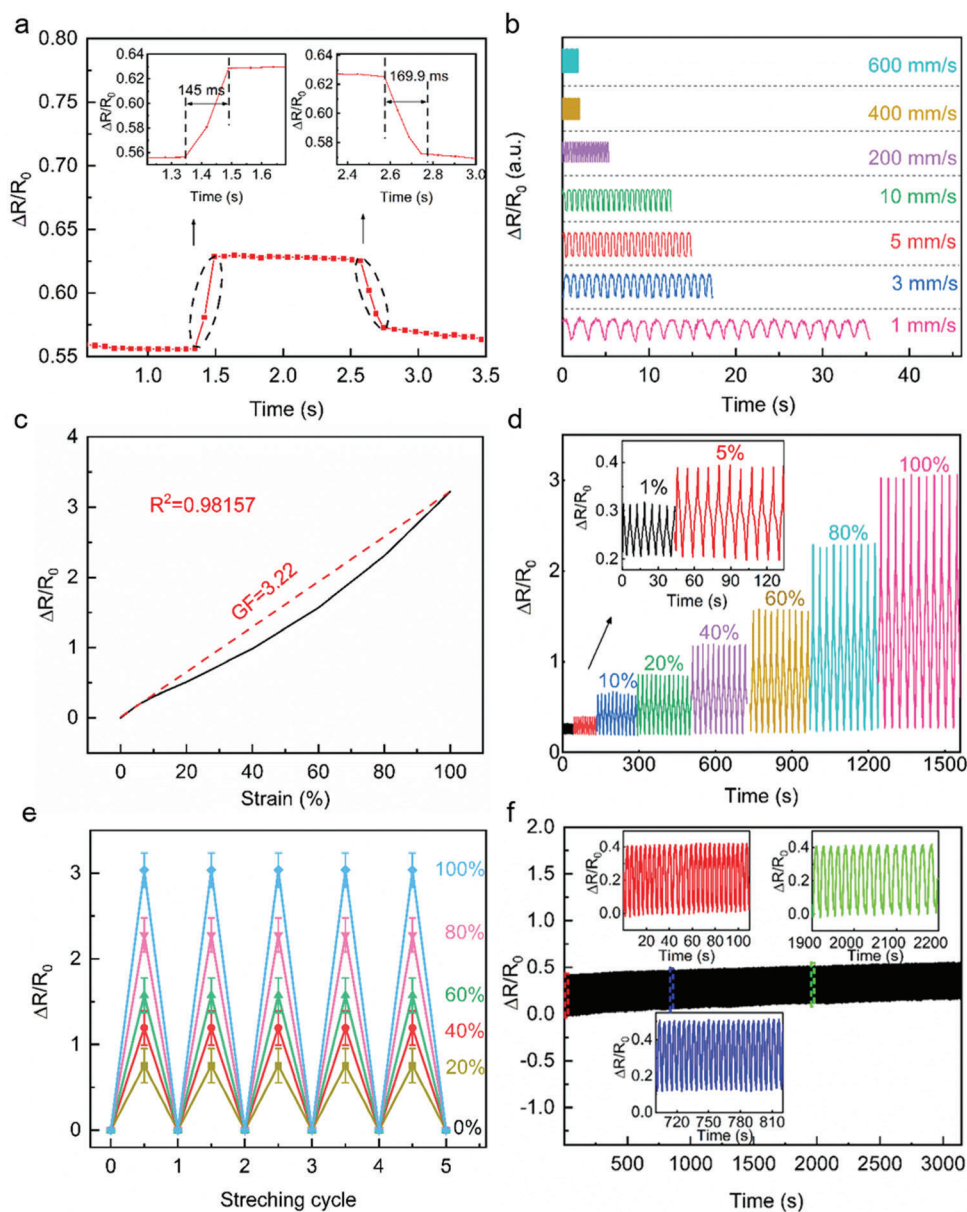 a
0.80
0.75
0.70
0.65
0.60
0.55
ΔR/R0
1.0 1.5 2.0 2.5 3.0 3.5
Time (s)
0.64
0.62
0.60
0.58
0.56
ΔR/R0
145 ms
1.2 1.3 1.4 1.5 1.6
Time (s)
0.63
0.60
0.57
ΔR/R0
169.9 ms
2.4 2.6 2.8 3.0
Time (s)
b
ΔR/R0 (a.u.)
600 mm/s
400 mm/s
200 mm/s
10 mm/s
5 mm/s
3 mm/s
1 mm/s
0 10 20 30 40
Time (s)
c
4
3
2
1
0
ΔR/R0
R2=0.98157
GF=3.22
0 20 40 60 80 100
Strain (%)
d
3
2
1
0
ΔR/R0
0.4
0.3
0.2
ΔR/R0
1%
5%
0 30 60 90 120
Time (s)
10%
20%
40%
60%
80%
100%
0 300 600 900 1200 1500
Time (s)
e
3
2
1
0
ΔR/R0
100%
80%
60%
40%
20%
0%
0 1 2 3 4 5
Streching cycle
f
2.0
1.5
1.0
0.5
0.0
-0.5
-1.0
ΔR/R0
0.4
0.2
0.0
ΔR/R0
20 40 60 80 100
Time (s)
0.4
0.2
0.0
ΔR/R0
1900 2000 2100 2200
Time (s)
0.4
0.2
0.0
ΔR/R0
720 750 780 810
Time (s)
500 1000 1500 2000 2500 3000
Time (s)